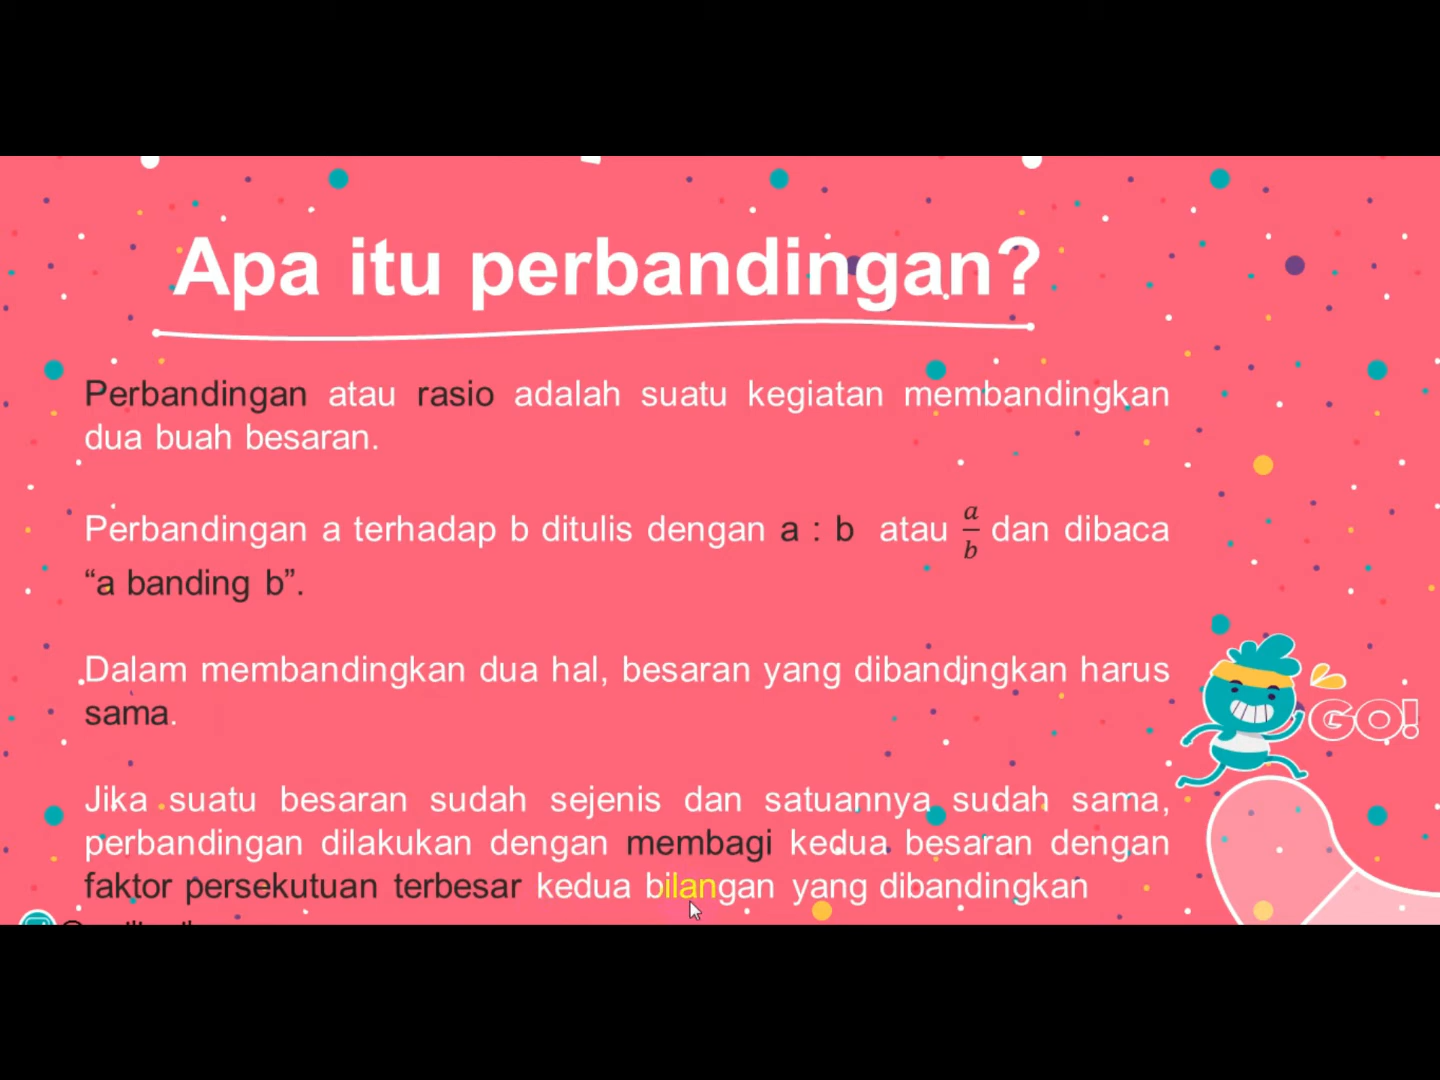 Apa itu perbandingan?
Perbandingan atau rasio adalah suatu kegiatan membandingkan
dua buah besaran.
Perbandingan a terhadap b ditulis dengan a : b atau a/b dan dibaca
“a banding b”.
Dalam membandingkan dua hal, besaran yang dibandingkan harus
sama.
Jika suatu besaran sudah sejenis dan satuannya sudah sama,
perbandingan dilakukan dengan membagi kedua besaran dengan
faktor persekutuan terbesar kedua bilangan yang dibandingkan
GO!